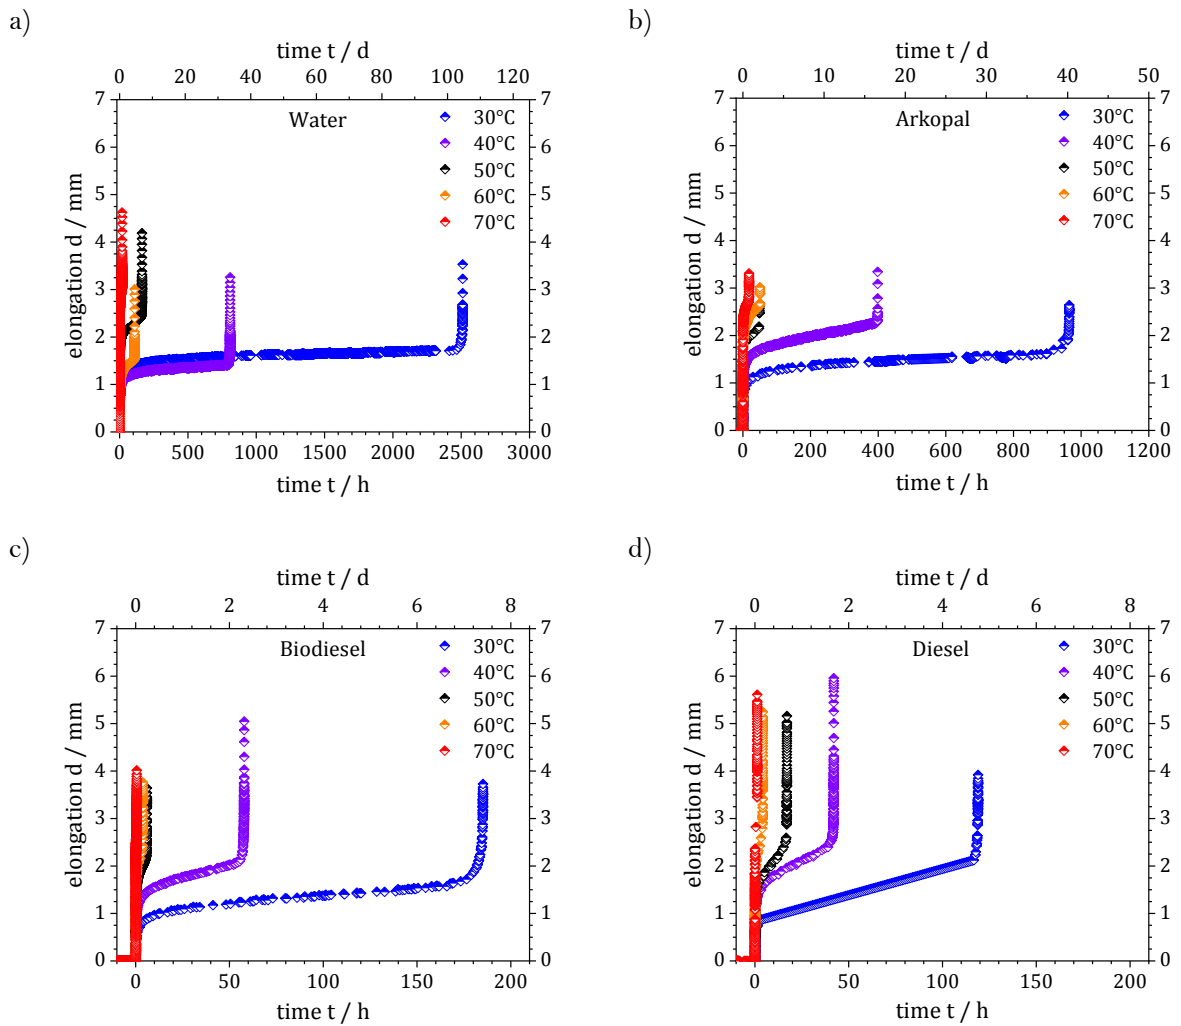 a)
time t / d
0 20 40 60 80 100 120
elongation d / mm
7 7
6 6
5 5
4 4
3 3
2 2
1 1
0 0
Water
30°C
40°C
50°C
60°C
70°C
0 500 1000 1500 2000 2500 3000
time t / h
b)
time t / d
0 10 20 30 40 50
elongation d / mm
7 7
6 6
5 5
4 4
3 3
2 2
1 1
0 0
Arkopal
30°C
40°C
50°C
60°C
70°C
0 200 400 600 800 1000 1200
time t / h
c)
time t / d
0 2 4 6 8
elongation d / mm
7 7
6 6
5 5
4 4
3 3
2 2
1 1
0 0
Biodiesel
30°C
40°C
50°C
60°C
70°C
0 50 100 150 200
time t / h
d)
time t / d
0 2 4 6 8
elongation d / mm
7 7
6 6
5 5
4 4
3 3
2 2
1 1
0 0
Diesel
30°C
40°C
50°C
60°C
70°C
0 50 100 150 200
time t / h